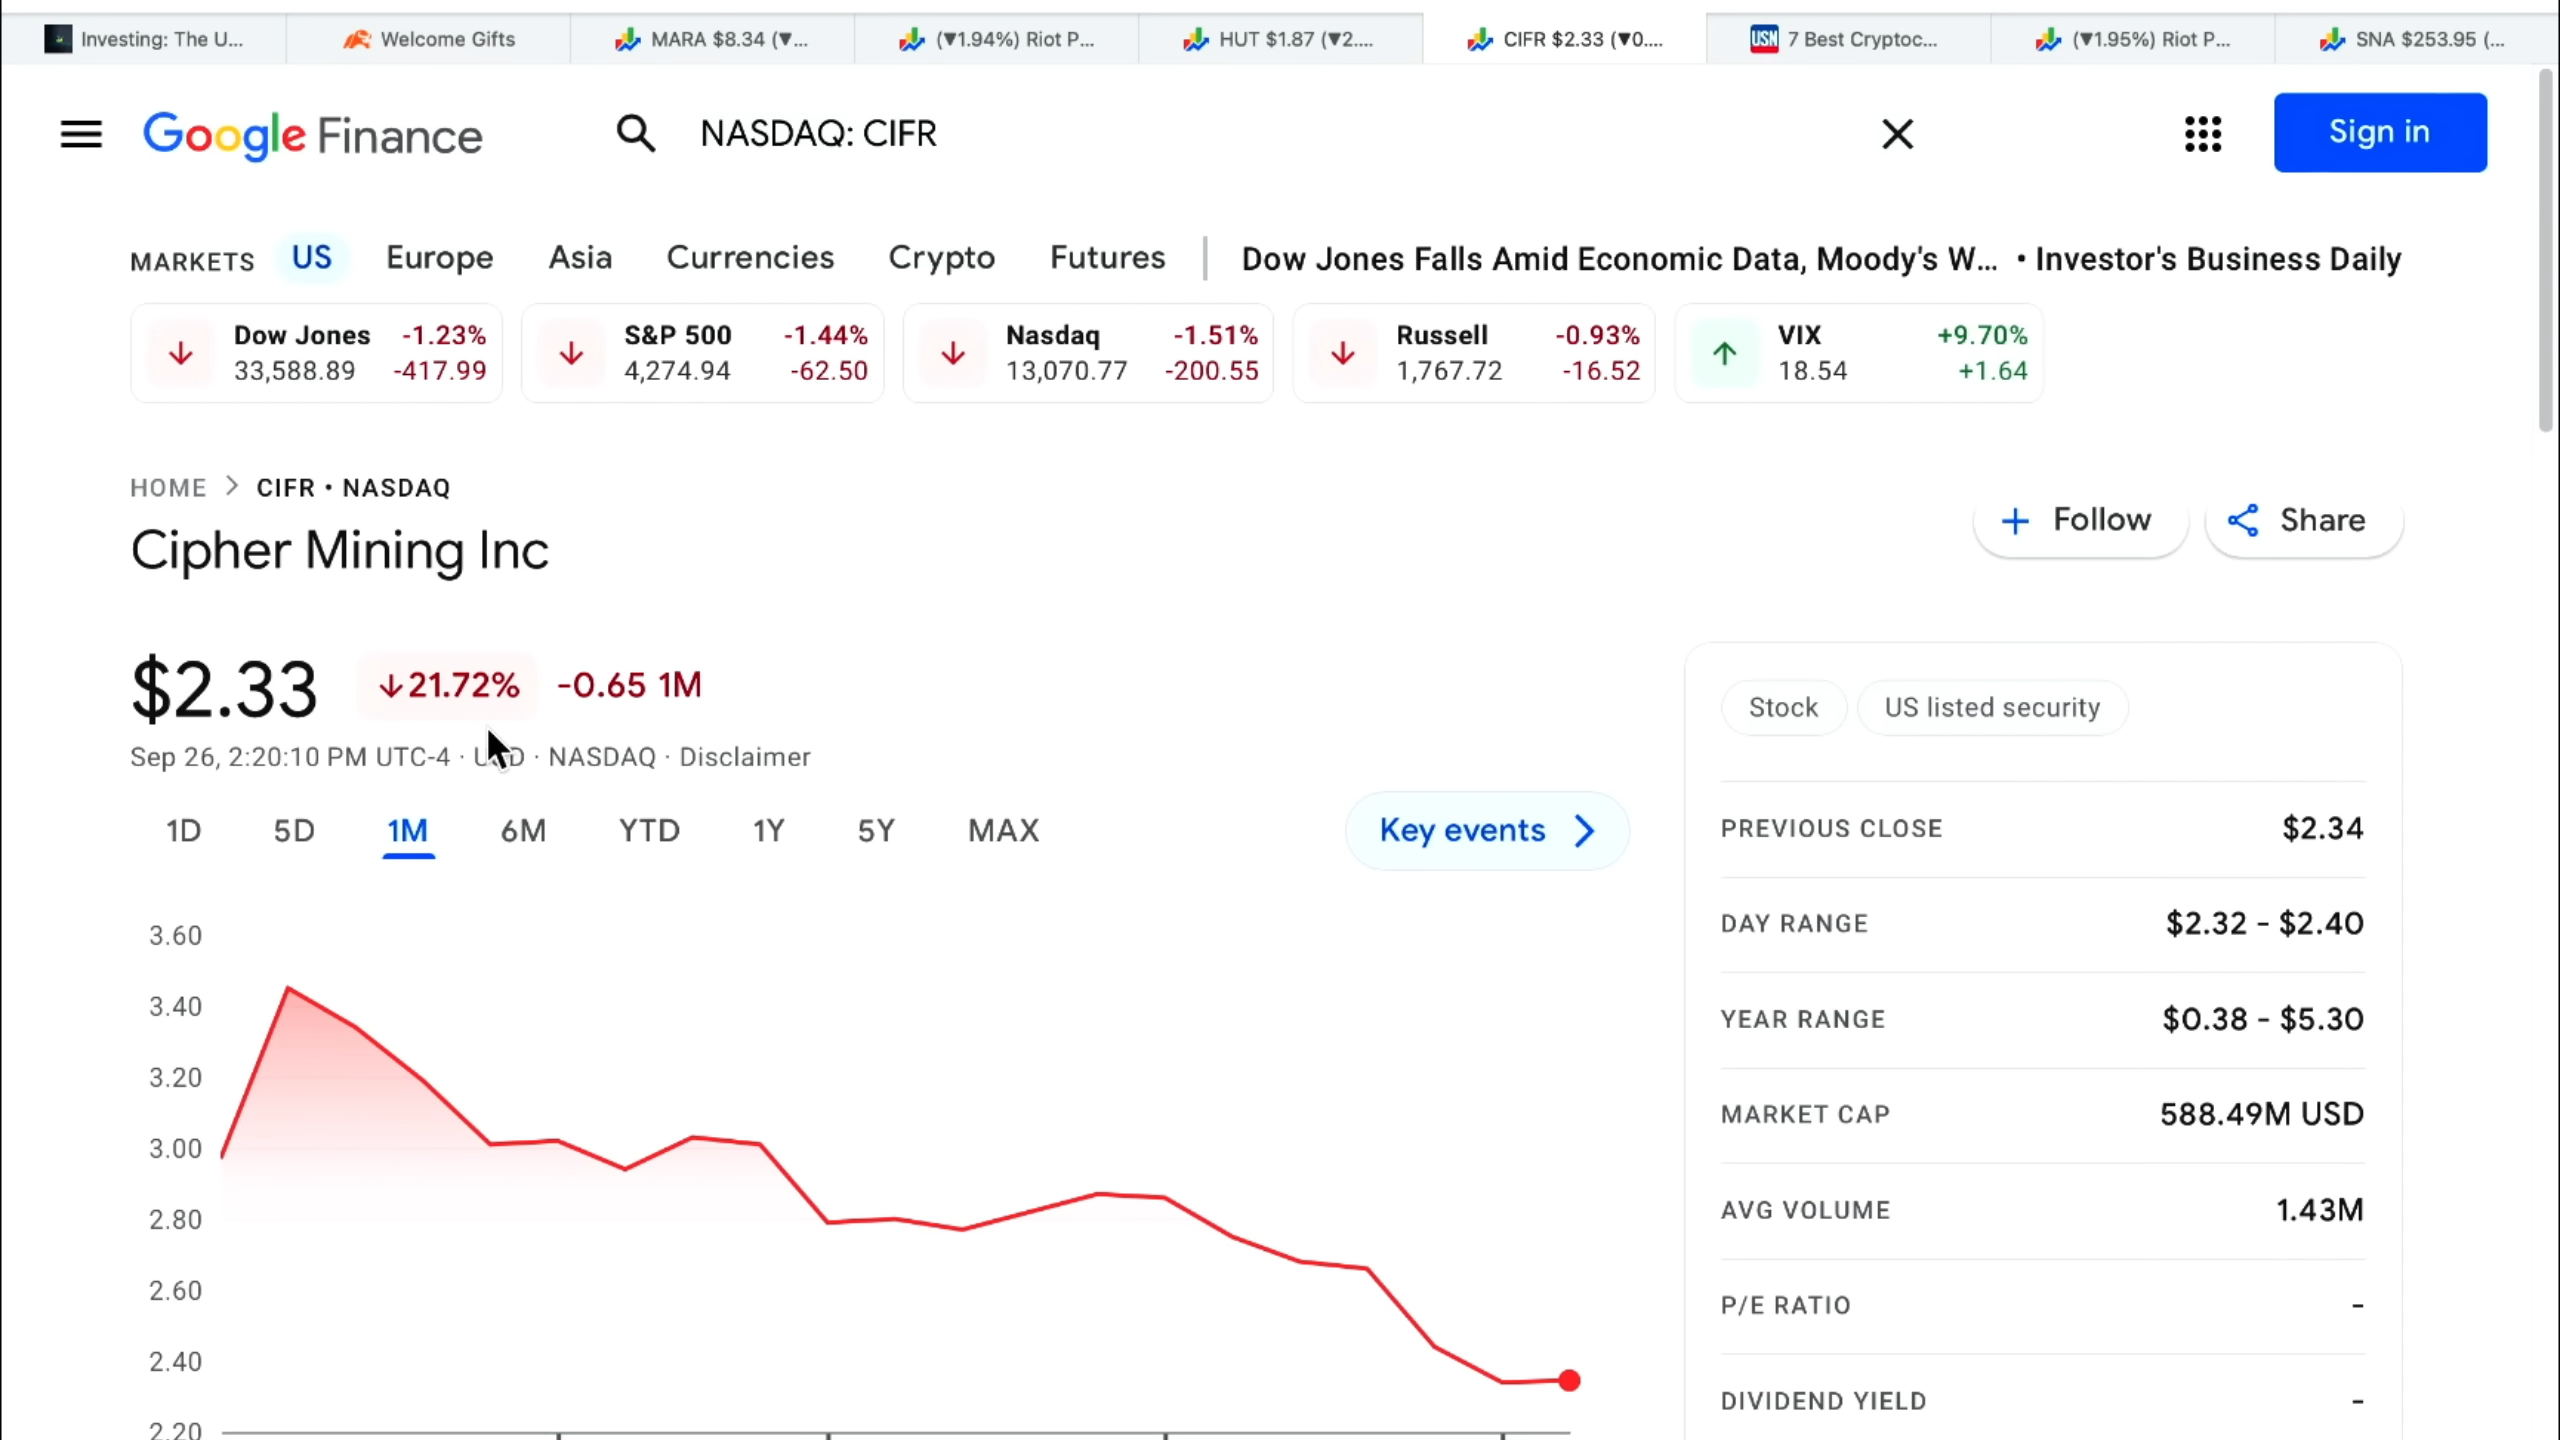 Investing: The U...
Welcome Gifts
MARA $8.34 (▼...
(▼1.94%) Riot P...
HUT $1.87 (▼2....
CIFR $2.33 (▼0....
USN 7 Best Cryptoc...
(▼1.95%) Riot P...
SNA $253.95 (...
Google Finance
NASDAQ: CIFR
Sign in
MARKETS US Europe Asia Currencies Crypto Futures
Dow Jones Falls Amid Economic Data, Moody's W... • Investor's Business Daily
Dow Jones -1.23%
33,588.89 -417.99
S&P 500 -1.44%
4,274.94 -62.50
Nasdaq -1.51%
13,070.77 -200.55
Russell -0.93%
1,767.72 -16.52
VIX +9.70%
18.54 +1.64
HOME > CIFR • NASDAQ
Cipher Mining Inc
+ Follow
Share
$2.33 ↓21.72% -0.65 1M
Sep 26, 2:20:10 PM UTC-4 · USD · NASDAQ · Disclaimer
1D 5D 1M 6M YTD 1Y 5Y MAX
Key events >
3.60
3.40
3.20
3.00
2.80
2.60
2.40
2.20
Stock
US listed security
PREVIOUS CLOSE $2.34
DAY RANGE $2.32 - $2.40
YEAR RANGE $0.38 - $5.30
MARKET CAP 588.49M USD
AVG VOLUME 1.43M
P/E RATIO -
DIVIDEND YIELD -